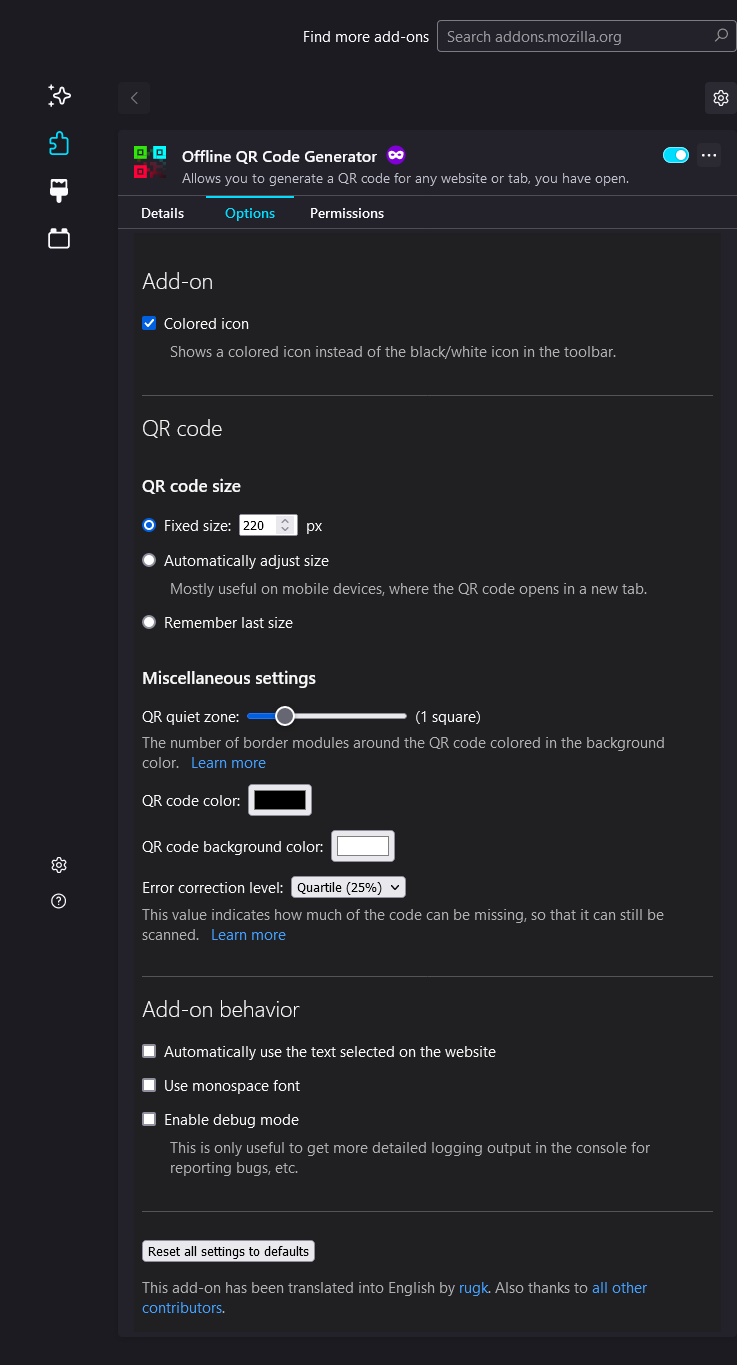 Find more add-ons Search addons.mozilla.org
Offline QR Code Generator
Allows you to generate a QR code for any website or tab, you have open.
Details Options Permissions
Add-on
Colored icon
Shows a colored icon instead of the black/white icon in the toolbar.
QR code
QR code size
Fixed size: 220 px
Automatically adjust size
Mostly useful on mobile devices, where the QR code opens in a new tab.
Remember last size
Miscellaneous settings
QR quiet zone: (1 square)
The number of border modules around the QR code colored in the background
color. Learn more
QR code color:
QR code background color:
Error correction level: Quartile (25%)
This value indicates how much of the code can be missing, so that it can still be
scanned. Learn more
Add-on behavior
Automatically use the text selected on the website
Use monospace font
Enable debug mode
This is only useful to get more detailed logging output in the console for
reporting bugs, etc.
Reset all settings to defaults
This add-on has been translated into English by rugk. Also thanks to all other
contributors.